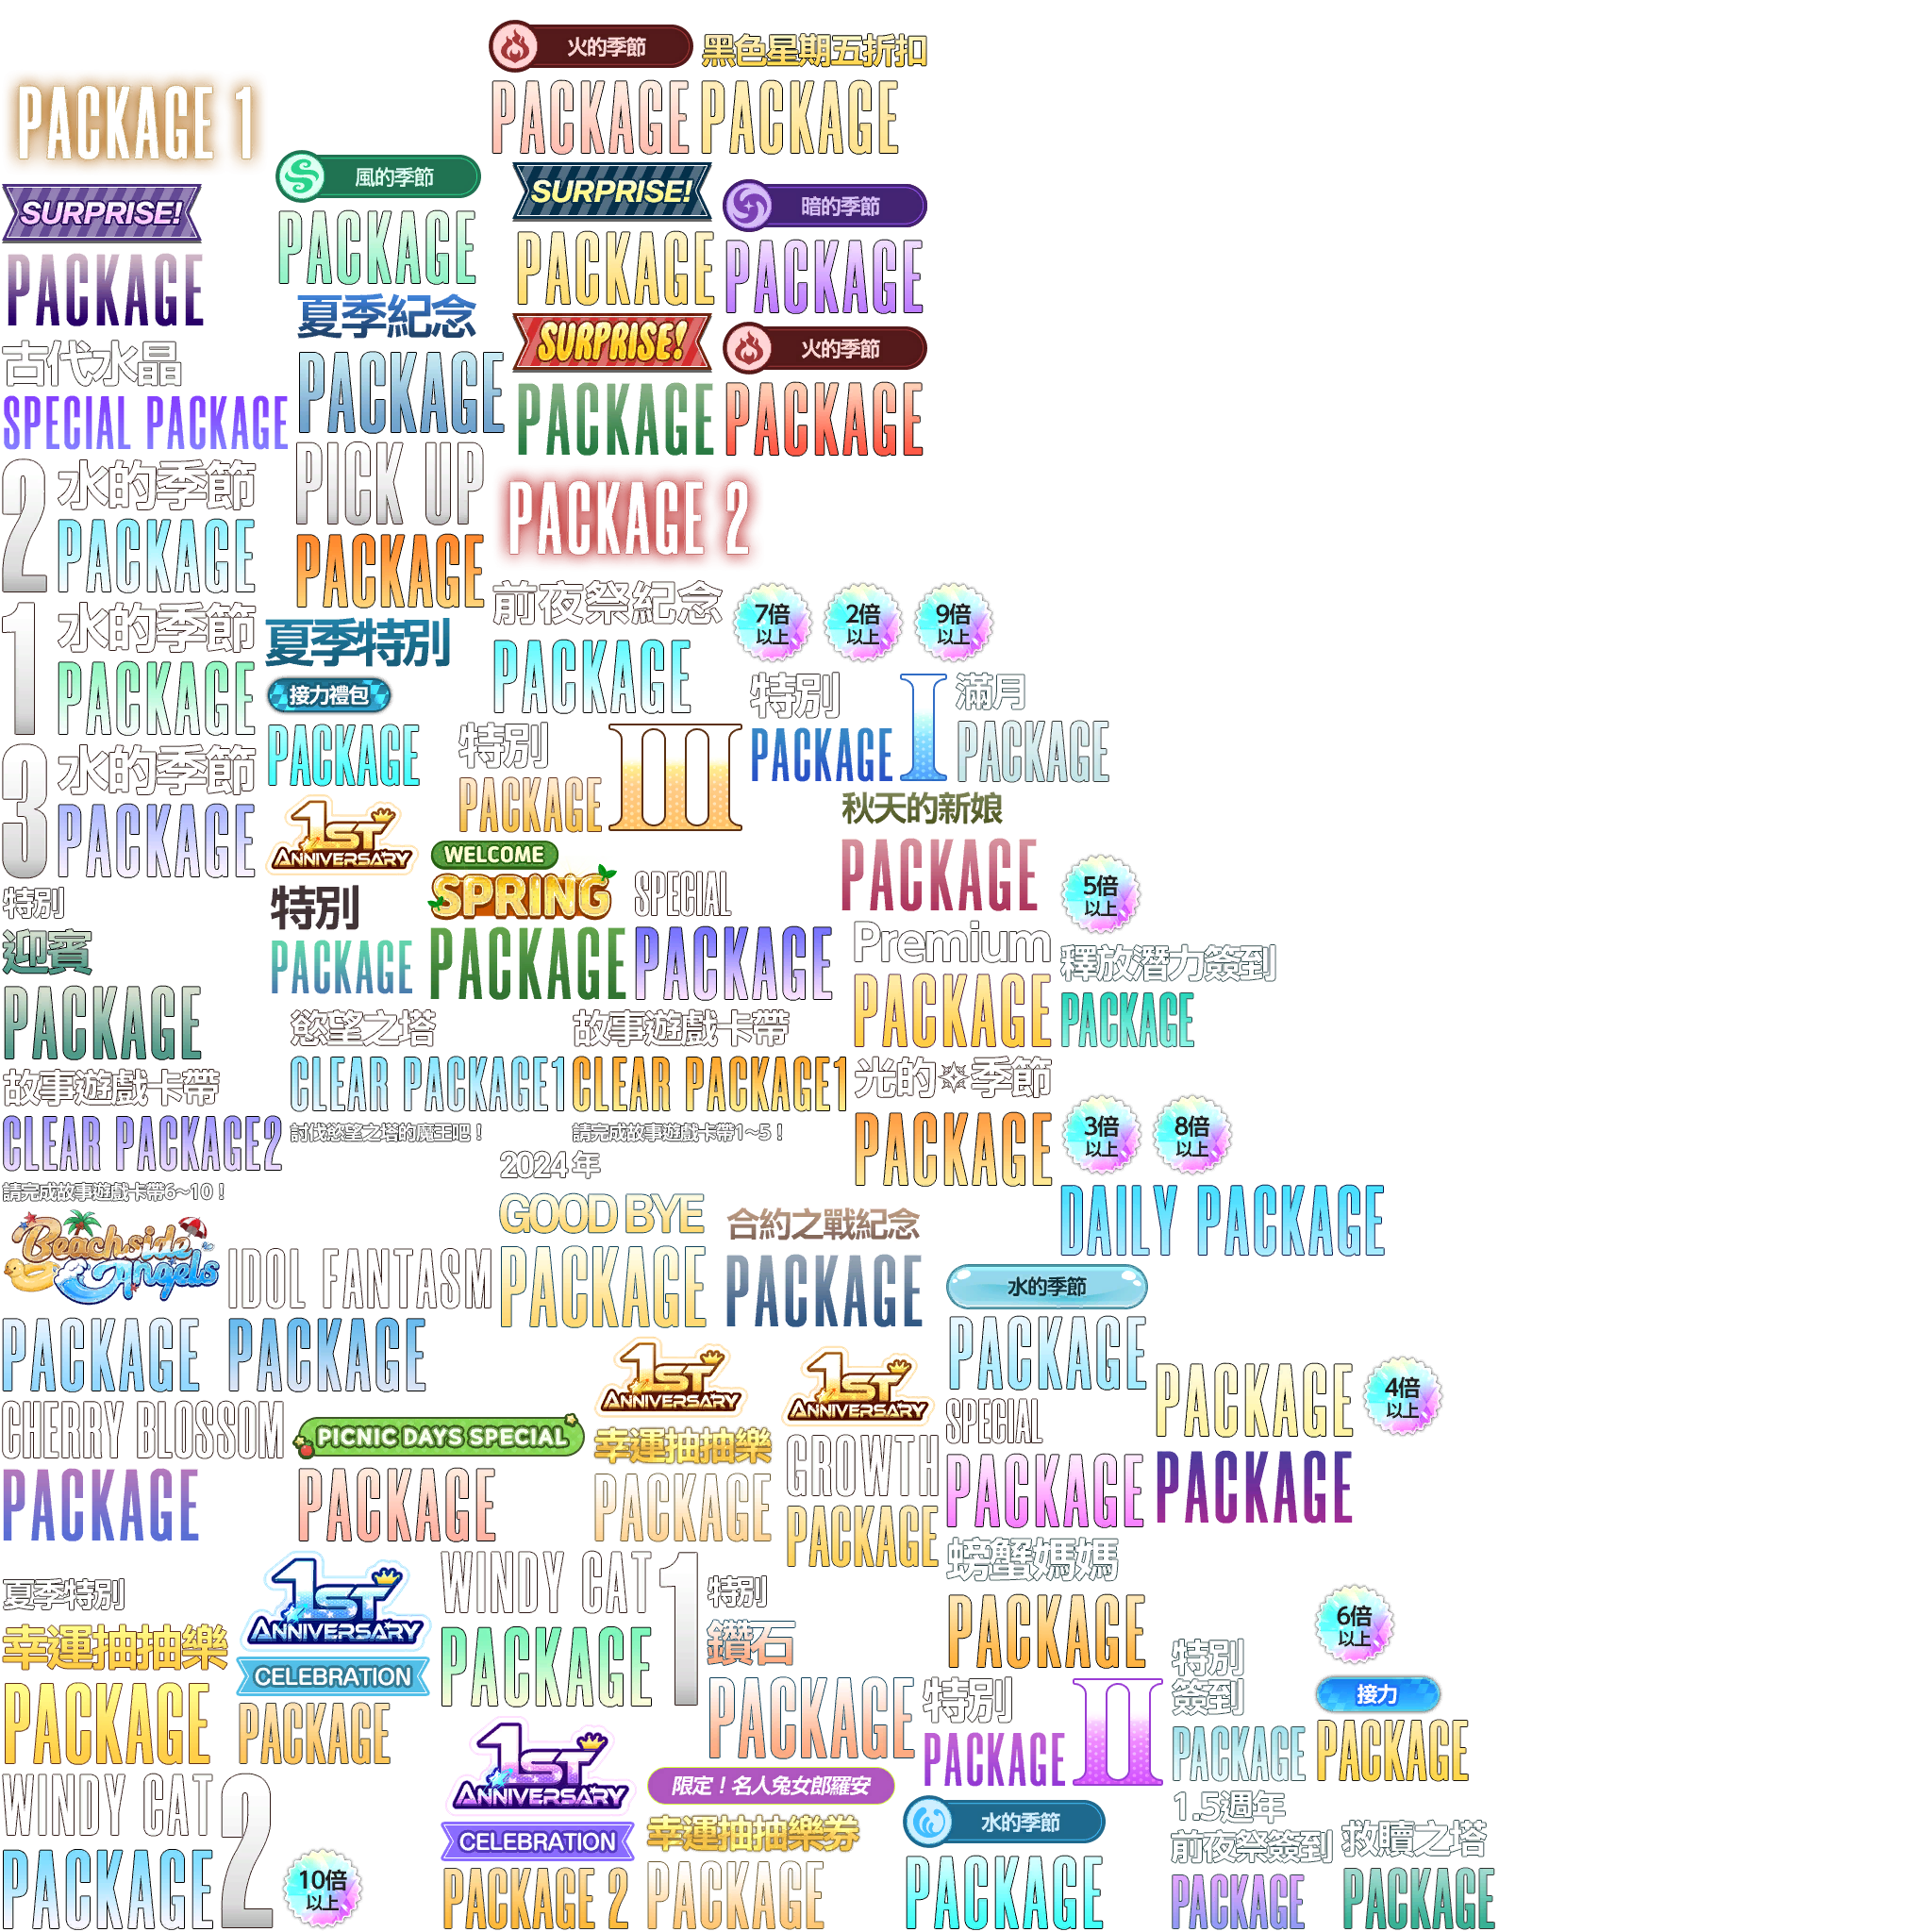 火的季節
PACKAGE
黑色星期五折扣
PACKAGE
PACKAGE 1
SURPRISE!
PACKAGE
風的季節
PACKAGE
SURPRISE!
PACKAGE
暗的季節
PACKAGE
古代水晶
SPECIAL PACKAGE
夏季紀念
PACKAGE
SURPRISE!
PACKAGE
火的季節
PACKAGE
2
水的季節
PACKAGE
PICK UP
PACKAGE
PACKAGE 2
1
水的季節
PACKAGE
夏季特別
接力禮包
PACKAGE
前夜祭紀念
PACKAGE
7倍
以上
2倍
以上
9倍
以上
3
水的季節
PACKAGE
特別
PACKAGE
III
特別
PACKAGE
I
滿月
PACKAGE
秋天的新娘
PACKAGE
5倍
以上
特別
迎賓
PACKAGE
1ST
ANNIVERSARY
特別
PACKAGE
WELCOME
SPRING
PACKAGE
SPECIAL
PACKAGE
Premium
PACKAGE
釋放潛力簽到
PACKAGE
故事遊戲卡帶
CLEAR PACKAGE2
請完成故事遊戲卡帶6~10！
慾望之塔
CLEAR PACKAGE1
討伐慾望之塔的魔王吧！
故事遊戲卡帶
CLEAR PACKAGE1
請完成故事遊戲卡帶1~5！
光的季節
PACKAGE
3倍
以上
8倍
以上
DAILY PACKAGE
Beachside
Angels
PACKAGE
IDOL FANTASM
PACKAGE
2024年
GOOD BYE
PACKAGE
合約之戰紀念
PACKAGE
水的季節
PACKAGE
PACKAGE
4倍
以上
CHERRY BLOSSOM
PACKAGE
PICNIC DAYS SPECIAL
PACKAGE
1ST
ANNIVERSARY
幸運抽抽樂
PACKAGE
1ST
ANNIVERSARY
GROWTH
PACKAGE
SPECIAL
PACKAGE
PACKAGE
夏季特別
幸運抽抽樂
PACKAGE
1ST
ANNIVERSARY
CELEBRATION
PACKAGE
WINDY CAT
PACKAGE
1
特別
鑽石
PACKAGE
螃蟹媽媽
PACKAGE
6倍
以上
特別
PACKAGE
II
特別
簽到
PACKAGE
接力
PACKAGE
WINDY CAT
PACKAGE
2
10倍
以上
1ST
ANNIVERSARY
CELEBRATION
PACKAGE 2
限定！名人兔女郎羅安
幸運抽抽樂券
PACKAGE
水的季節
PACKAGE
1.5週年
前夜祭簽到
PACKAGE
救贖之塔
PACKAGE